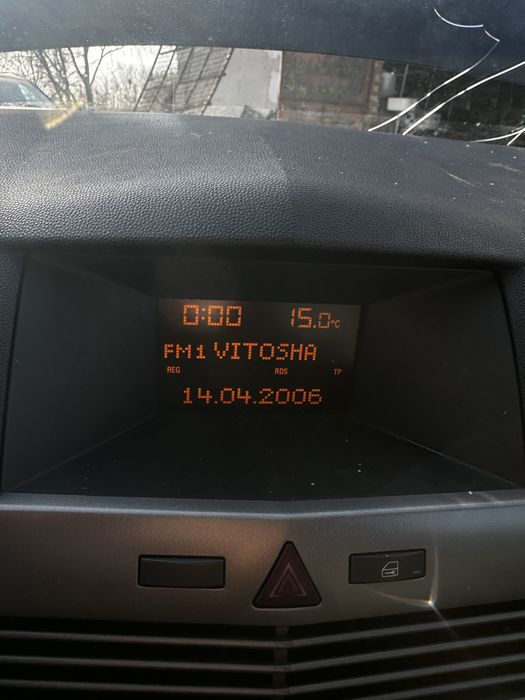 0:00 15.0°C
FM1 VITOSHA
REG RDS TP
14.04.2006